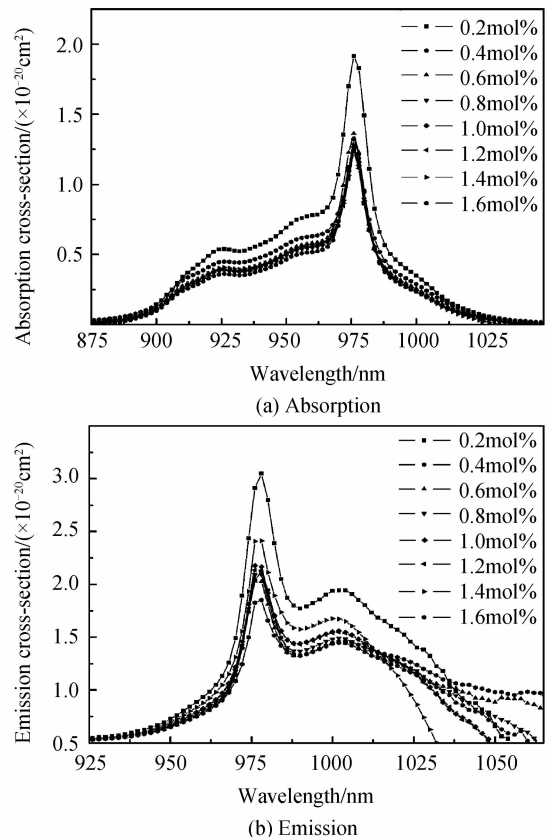 Absorption cross-section/(×10⁻²⁰cm²)
2.0
1.5
1.0
0.5
0.2mol%
0.4mol%
0.6mol%
0.8mol%
1.0mol%
1.2mol%
1.4mol%
1.6mol%
875 900 925 950 975 1000 1025
Wavelength/nm
(a) Absorption
Emission cross-section/(×10⁻²⁰cm²)
3.0
2.5
2.0
1.5
1.0
0.5
0.2mol%
0.4mol%
0.6mol%
0.8mol%
1.0mol%
1.2mol%
1.4mol%
1.6mol%
925 950 975 1000 1025 1050
Wavelength/nm
(b) Emission